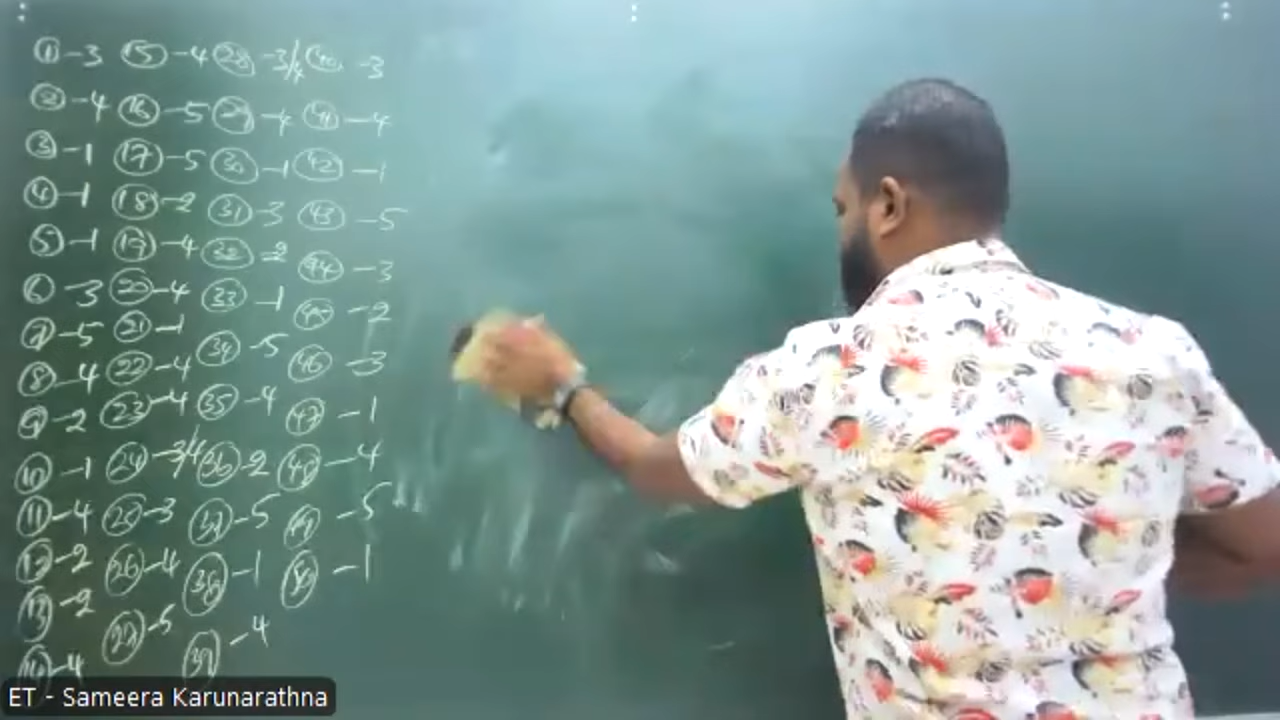 ① -3 ⑮ -4 ㉘ -3/4 ㊵ -3
② -4 ⑯ -5 ㉙ -4 ㊶ -4
③ -1 ⑰ -5 ㉚ -1 ㊷ -1
④ -1 ⑱ -2 ㉛ -3 ㊸ -5
⑤ -1 ⑲ -4 ㉜ =2 ㊹ -3
⑥ -3 ⑳ -4 ㉝ -1 ㊺ -2
⑦ -5 ㉑ -1 ㉞ -5 ㊻ -3
⑧ -4 ㉒ -4 ㉟ -4 ㊼ -1
⑨ -2 ㉓ -4 ㊱ -2 ㊽ -4
⑩ -1 ㉔ -3/4 ㊲ -5 ㊾ -5
⑪ -4 ㉕ -3 ㊳ -1 ㊿ -1
⑫ -2 ㉖ -4 ㊴ -4
⑬ -2 ㉗ -5
⑭ -4
ET - Sameera Karunarathna